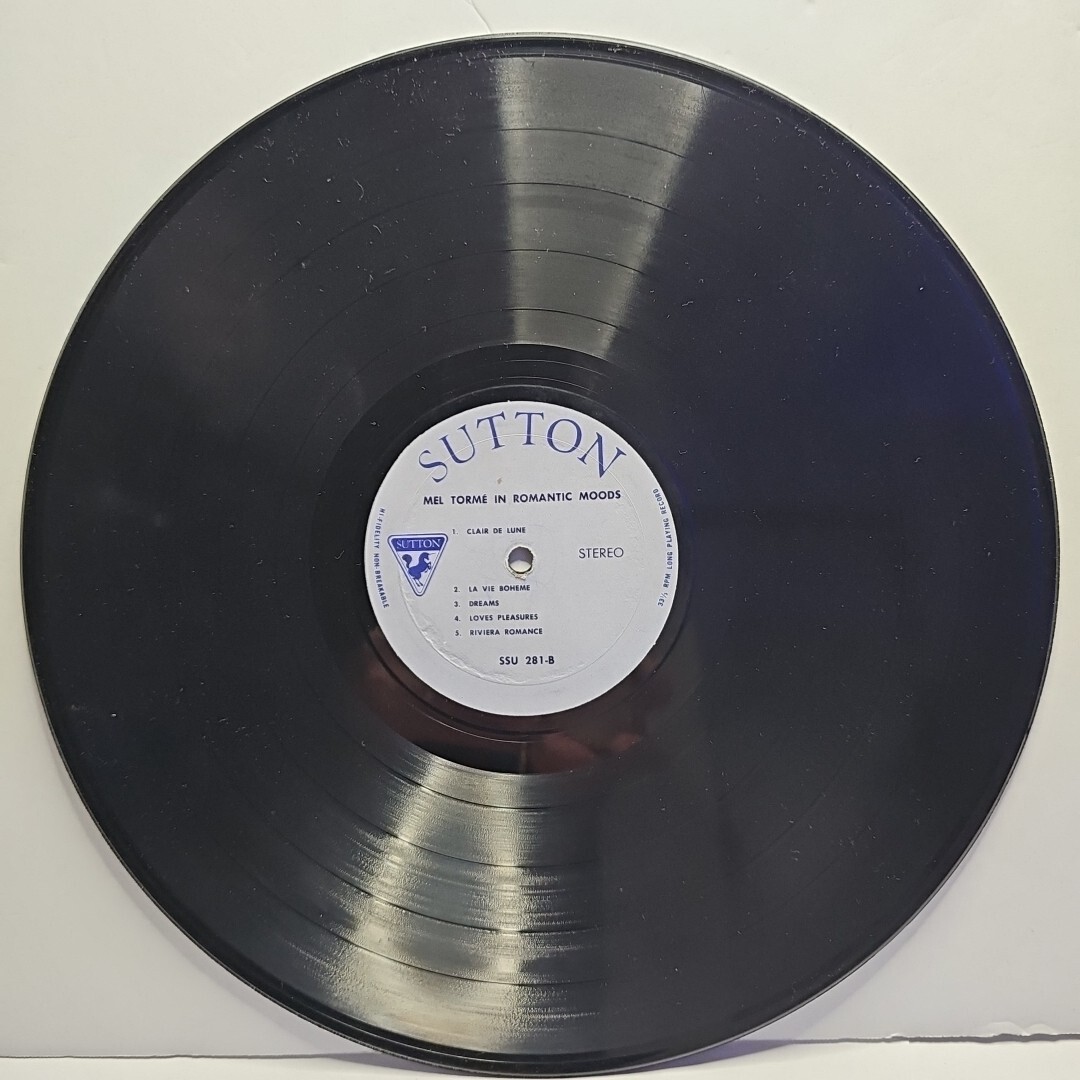 SUTTON
MEL TORMÉ IN ROMANTIC MOODS
1. CLAIR DE LUNE
STEREO
SUTTON
HI-FIDELITY NON-BREAKABLE
33⅓ RPM LONG PLAYING RECORD
2. LA VIE BOHEME
3. DREAMS
4. LOVES PLEASURES
5. RIVIERA ROMANCE
SSU 281-B